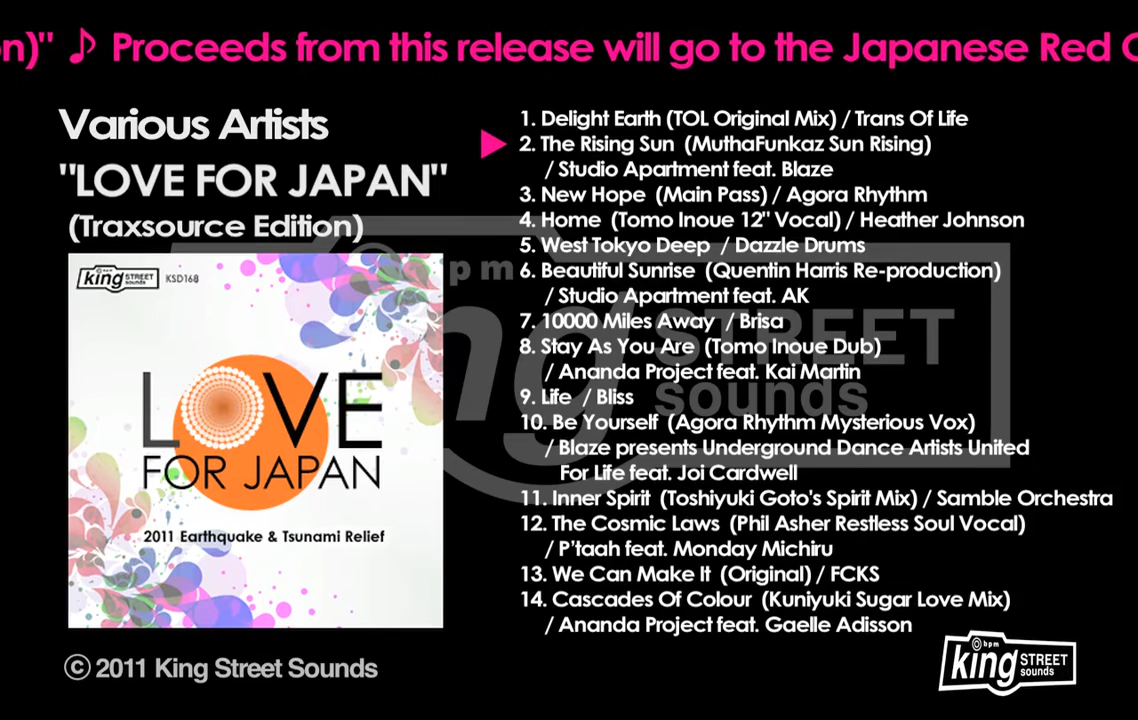 on)" ♪ Proceeds from this release will go to the Japanese Red C
Various Artists
"LOVE FOR JAPAN"
(Traxsource Edition)
king STREET sounds KSD168
LOVE
FOR JAPAN
2011 Earthquake & Tsunami Relief
© 2011 King Street Sounds
1. Delight Earth (TOL Original Mix) / Trans Of Life
2. The Rising Sun (MuthaFunkaz Sun Rising)
/ Studio Apartment feat. Blaze
3. New Hope (Main Pass) / Agora Rhythm
4. Home (Tomo Inoue 12" Vocal) / Heather Johnson
5. West Tokyo Deep / Dazzle Drums
6. Beautiful Sunrise (Quentin Harris Re-production)
/ Studio Apartment feat. AK
7. 10000 Miles Away / Brisa
8. Stay As You Are (Tomo Inoue Dub)
/ Ananda Project feat. Kai Martin
9. Life / Bliss
10. Be Yourself (Agora Rhythm Mysterious Vox)
/ Blaze presents Underground Dance Artists United
For Life feat. Joi Cardwell
11. Inner Spirit (Toshiyuki Goto's Spirit Mix) / Samble Orchestra
12. The Cosmic Laws (Phil Asher Restless Soul Vocal)
/ P'taah feat. Monday Michiru
13. We Can Make It (Original) / FCKS
14. Cascades Of Colour (Kuniyuki Sugar Love Mix)
/ Ananda Project feat. Gaelle Adisson
@ bpm
king STREET
sounds
@ bpm
king STREET
sounds